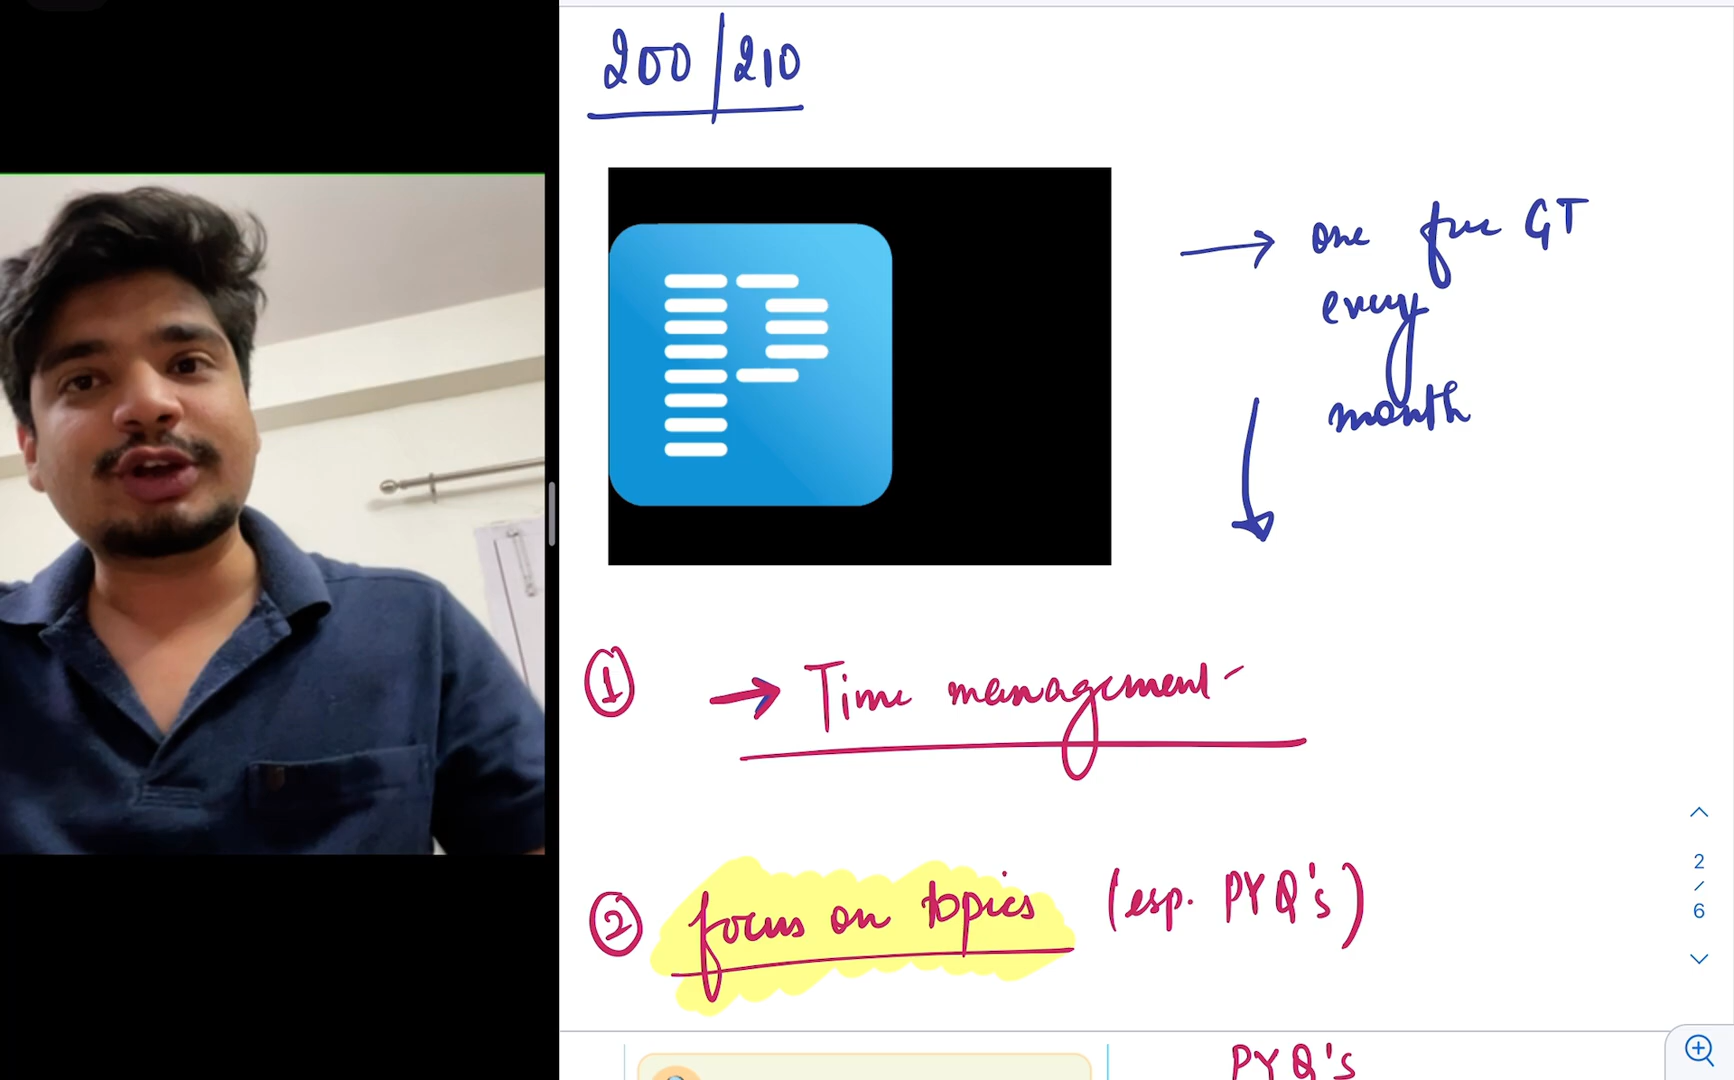 200/210
→ one free GT
every
month
① → Time management
② focus on topics (esp. PYQ's)
2
/
6
PYQ's